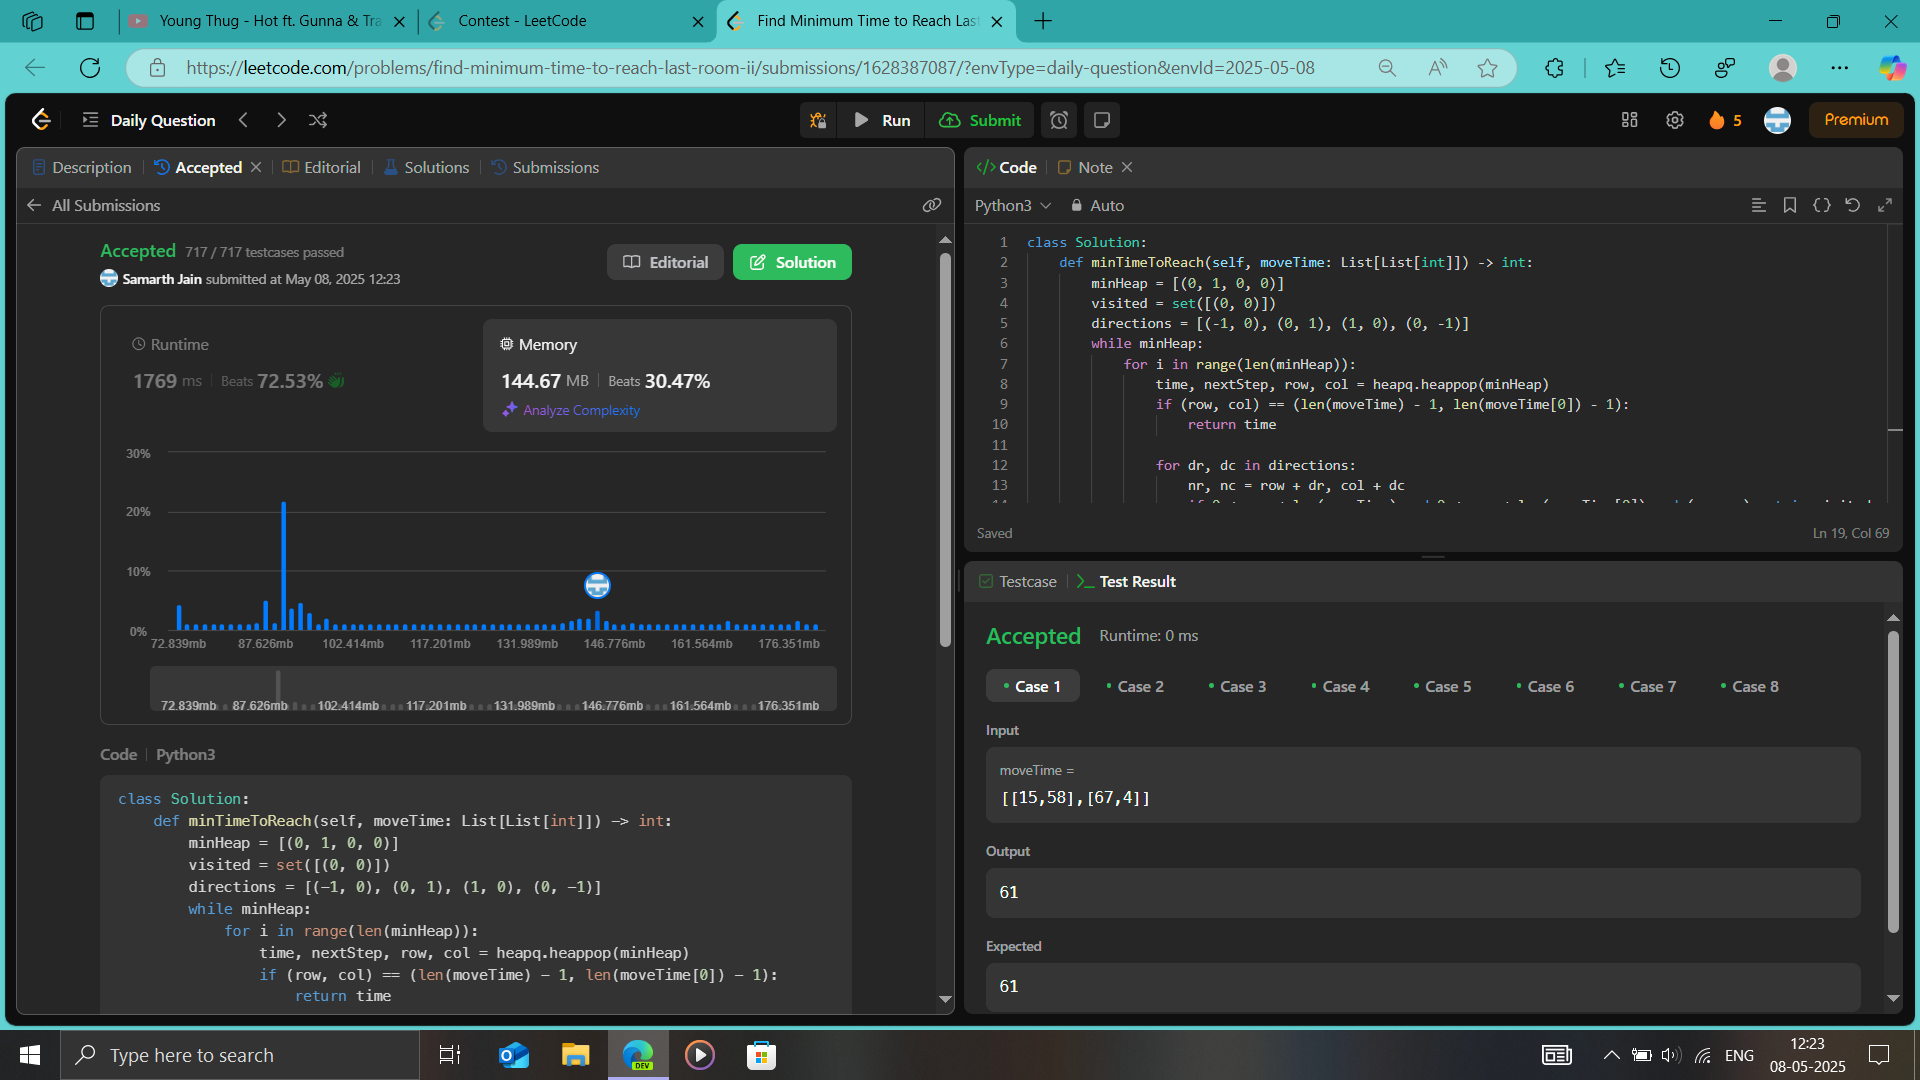 Young Thug - Hot ft. Gunna & Tra
Contest - LeetCode
Find Minimum Time to Reach Las
https://leetcode.com/problems/find-minimum-time-to-reach-last-room-ii/submissions/1628387087/?envType=daily-question&envId=2025-05-08
Daily Question
Run
Submit
5
Premium
Description
Accepted
Editorial
Solutions
Submissions
All Submissions
Accepted 717 / 717 testcases passed
Samarth Jain submitted at May 08, 2025 12:23
Editorial
Solution
Runtime
1769 ms Beats 72.53%
Memory
144.67 MB Beats 30.47%
Analyze Complexity
30%
20%
10%
0%
72.839mb 87.626mb 102.414mb 117.201mb 131.989mb 146.776mb 161.564mb 176.351mb
72.839mb 87.626mb 102.414mb 117.201mb 131.989mb 146.776mb 161.564mb 176.351mb
Code Python3
class Solution:
def minTimeToReach(self, moveTime: List[List[int]]) -> int:
minHeap = [(0, 1, 0, 0)]
visited = set([(0, 0)])
directions = [(-1, 0), (0, 1), (1, 0), (0, -1)]
while minHeap:
for i in range(len(minHeap)):
time, nextStep, row, col = heapq.heappop(minHeap)
if (row, col) == (len(moveTime) - 1, len(moveTime[0]) - 1):
return time
</> Code
Note
Python3
Auto
1 class Solution:
2 def minTimeToReach(self, moveTime: List[List[int]]) -> int:
3 minHeap = [(0, 1, 0, 0)]
4 visited = set([(0, 0)])
5 directions = [(-1, 0), (0, 1), (1, 0), (0, -1)]
6 while minHeap:
7 for i in range(len(minHeap)):
8 time, nextStep, row, col = heapq.heappop(minHeap)
9 if (row, col) == (len(moveTime) - 1, len(moveTime[0]) - 1):
10 return time
11
12 for dr, dc in directions:
13 nr, nc = row + dr, col + dc
Saved
Ln 19, Col 69
Testcase
Test Result
Accepted Runtime: 0 ms
Case 1
Case 2
Case 3
Case 4
Case 5
Case 6
Case 7
Case 8
Input
moveTime =
[[15,58],[67,4]]
Output
61
Expected
61
Type here to search
DEV
ENG
12:23
08-05-2025